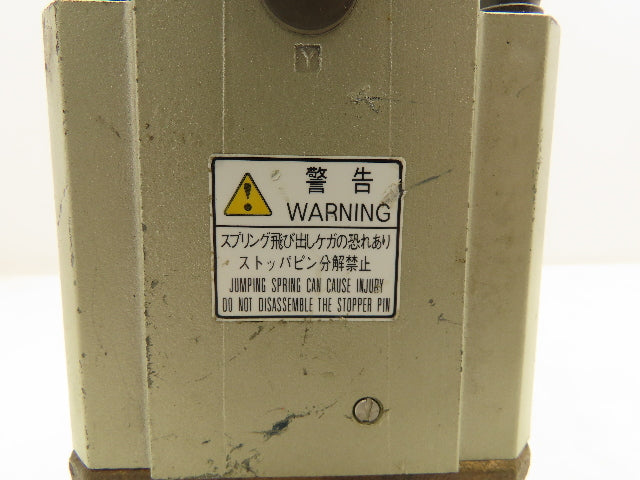 Y
警告
WARNING
スプリング飛び出しケガの恐れあり
ストッパピン分解禁止
JUMPING SPRING CAN CAUSE INJURY
DO NOT DISASSEMBLE THE STOPPER PIN